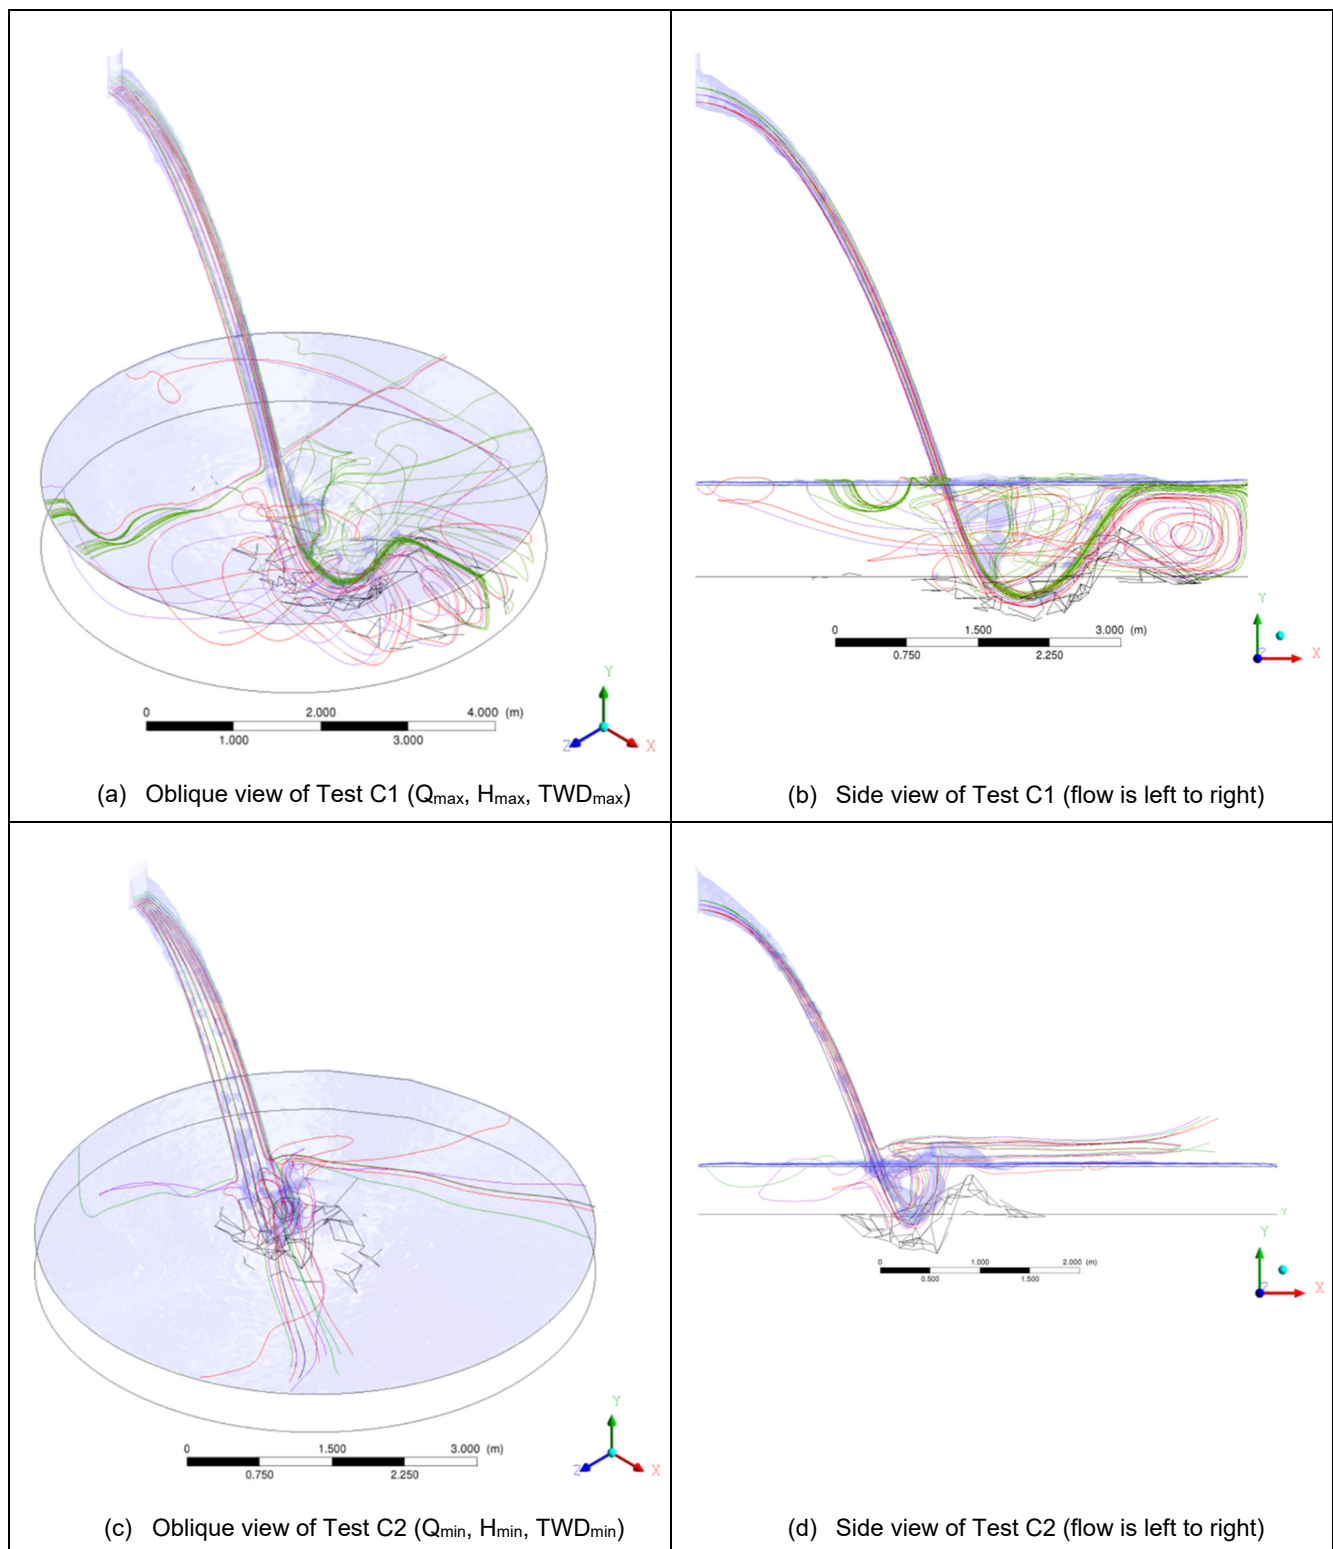 0 2.000 4.000 (m)
1.000 3.000
Y
Z X
(a) Oblique view of Test C1 (Qmax, Hmax, TWDmax)
0 1.500 3.000 (m)
0.750 2.250
Y
Z X
(b) Side view of Test C1 (flow is left to right)
0 1.500 3.000 (m)
0.750 2.250
Y
Z X
(c) Oblique view of Test C2 (Qmin, Hmin, TWDmin)
Y
0 1.000 2.000 (m)
0.500 1.500
Y
Z X
(d) Side view of Test C2 (flow is left to right)